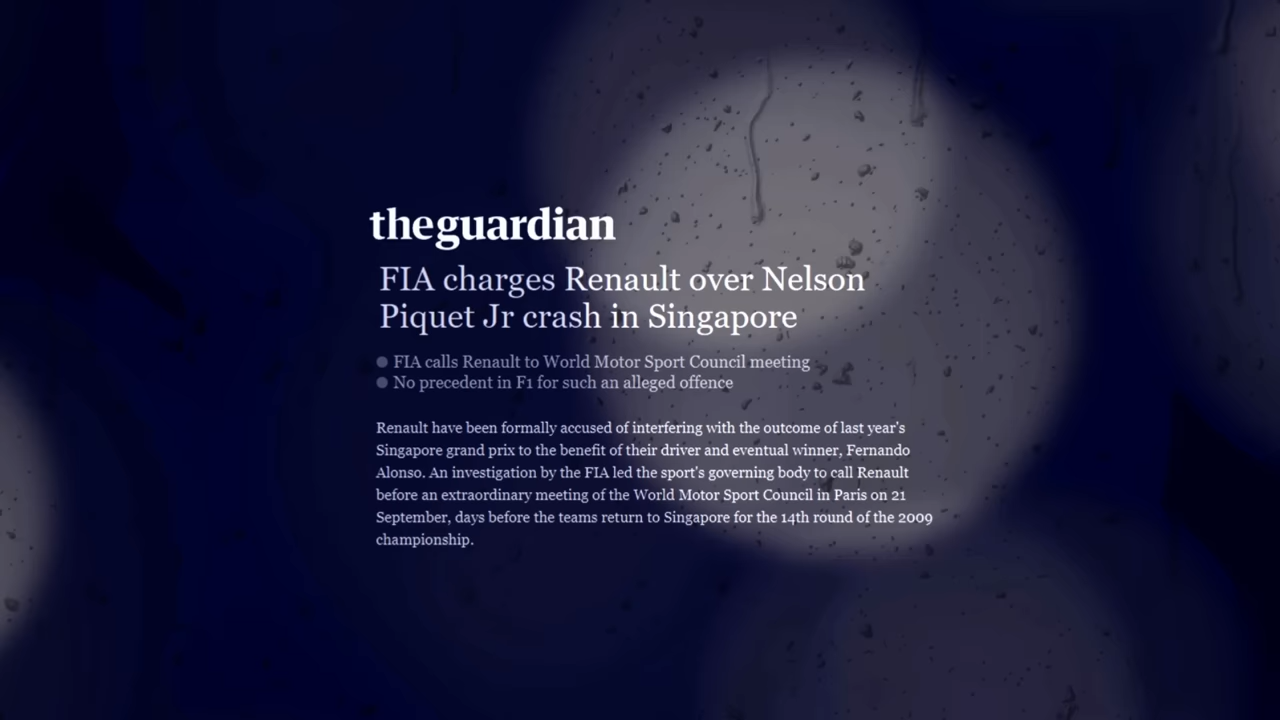 theguardian
FIA charges Renault over Nelson
Piquet Jr crash in Singapore
FIA calls Renault to World Motor Sport Council meeting
No precedent in F1 for such an alleged offence
Renault have been formally accused of interfering with the outcome of last year's
Singapore grand prix to the benefit of their driver and eventual winner, Fernando
Alonso. An investigation by the FIA led the sport's governing body to call Renault
before an extraordinary meeting of the World Motor Sport Council in Paris on 21
September, days before the teams return to Singapore for the 14th round of the 2009
championship.